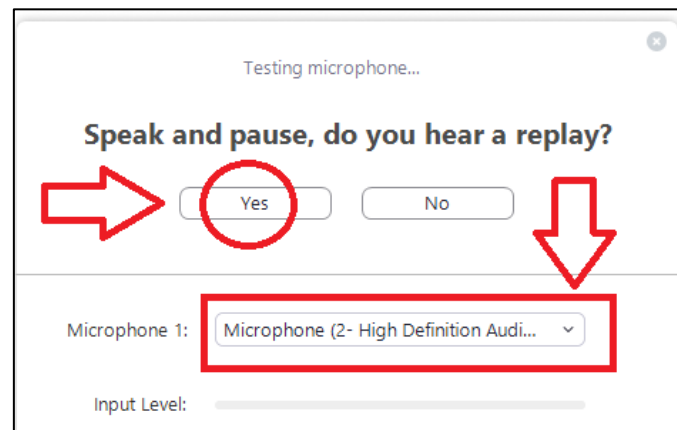 Testing microphone...
Speak and pause, do you hear a replay?
Yes No
Microphone 1: Microphone (2- High Definition Audi...
Input Level: